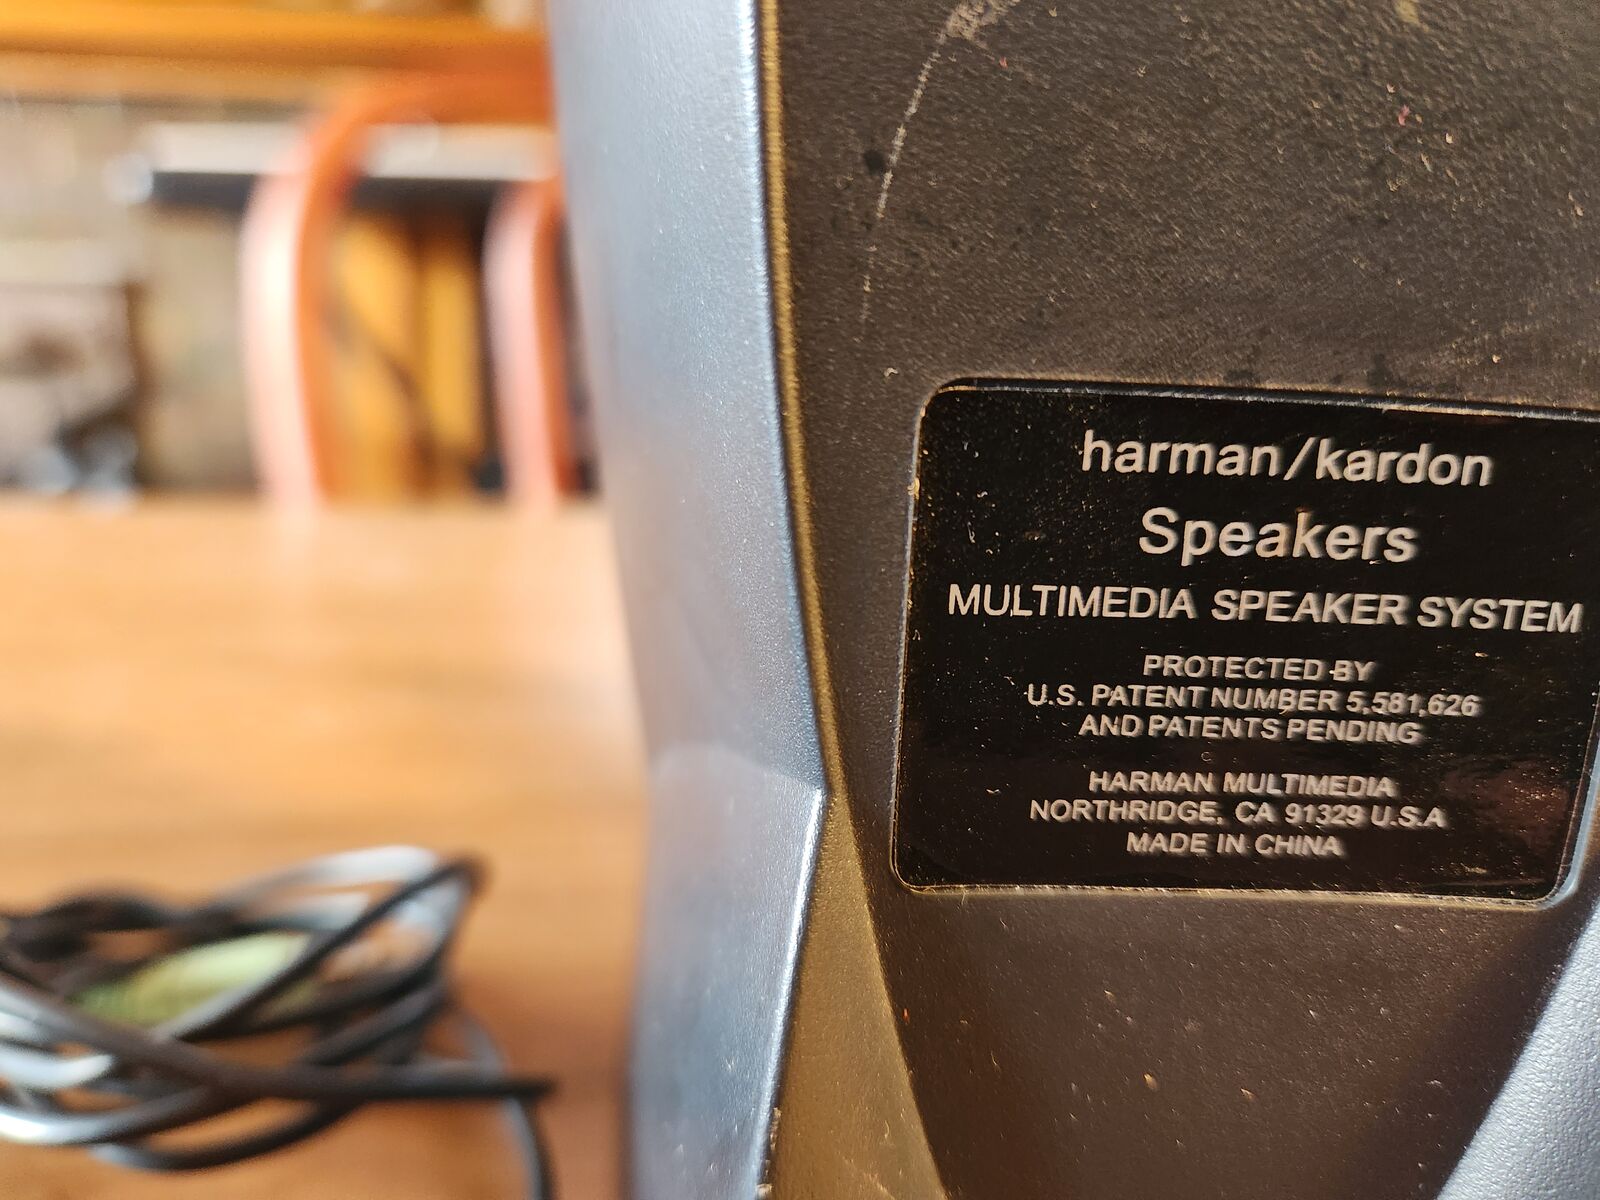 harman/kardon
Speakers
MULTIMEDIA SPEAKER SYSTEM
PROTECTED BY
U.S. PATENT NUMBER 5,581,626
AND PATENTS PENDING
HARMAN MULTIMEDIA
NORTHRIDGE, CA 91329 U.S.A
MADE IN CHINA